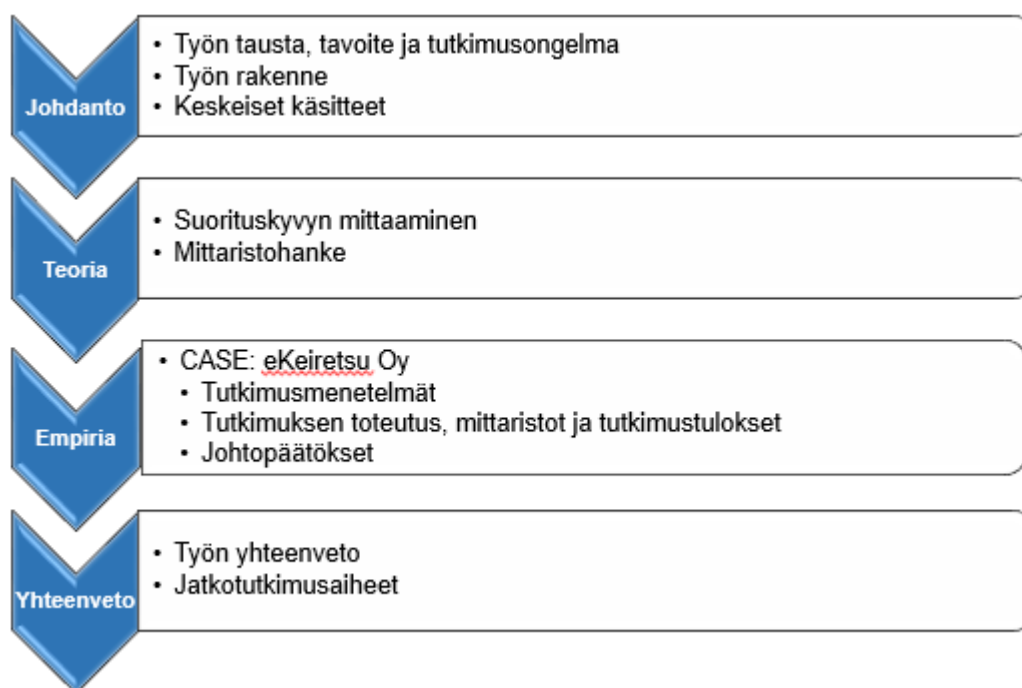 Johdanto
• Työn tausta, tavoite ja tutkimusongelma
• Työn rakenne
• Keskeiset käsitteet
Teoria
• Suorituskyvyn mittaaminen
• Mittaristohanke
Empiria
• CASE: eKeiretsu Oy
• Tutkimusmenetelmät
• Tutkimuksen toteutus, mittaristot ja tutkimustulokset
• Johtopäätökset
Yhteenveto
• Työn yhteenveto
• Jatkotutkimusaiheet